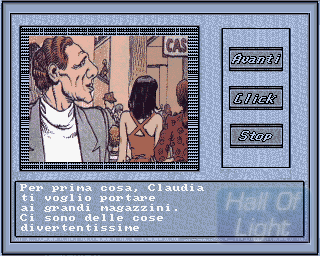 CAS
Avanti
Click
Stop
Per prima cosa, Claudia
ti voglio portare
ai grandi magazzini.
Ci sono delle cose
divertentissime
Hall Of
Light